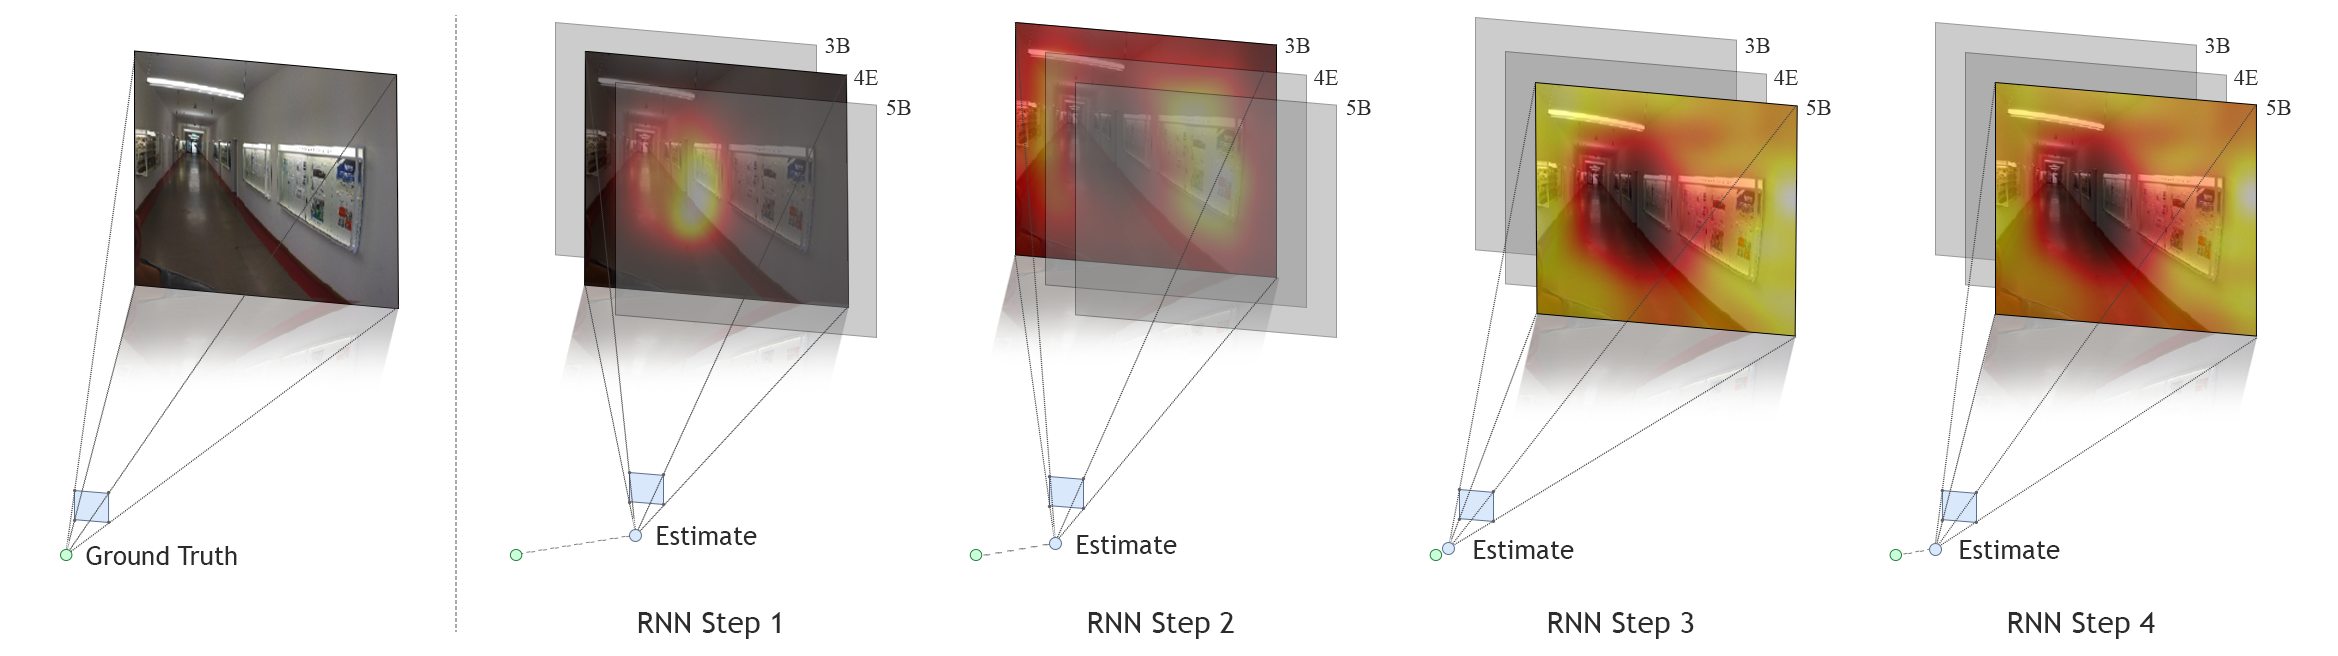 Ground Truth
3B
4E
5B
Estimate
RNN Step 1
3B
4E
5B
Estimate
RNN Step 2
3B
4E
5B
Estimate
RNN Step 3
3B
4E
5B
Estimate
RNN Step 4